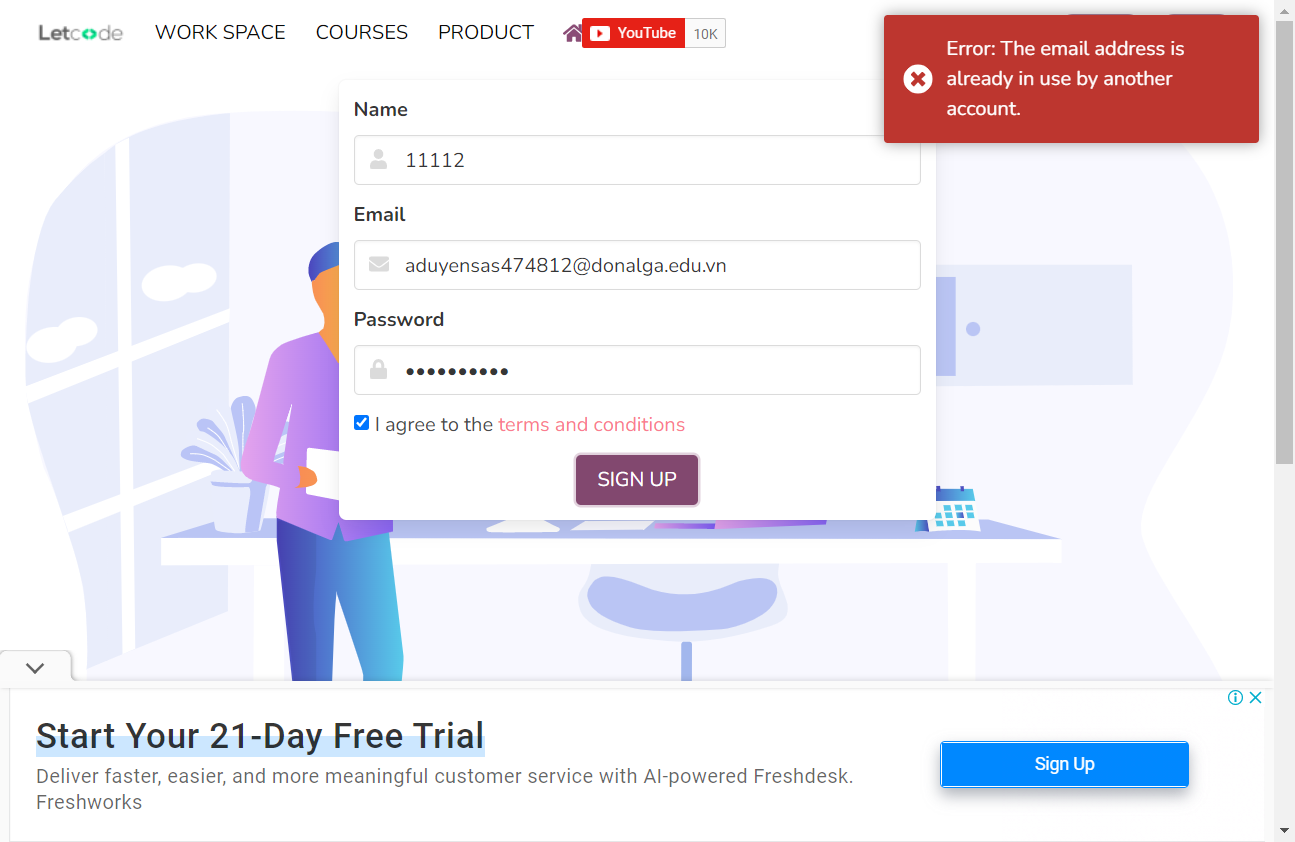 Letcode
WORK SPACE
COURSES
PRODUCT
YouTube
10K
Error: The email address is
already in use by another
account.
Name
11112
Email
aduyensas474812@donalga.edu.vn
Password
I agree to the terms and conditions
SIGN UP
Start Your 21-Day Free Trial
Deliver faster, easier, and more meaningful customer service with AI-powered Freshdesk.
Freshworks
Sign Up